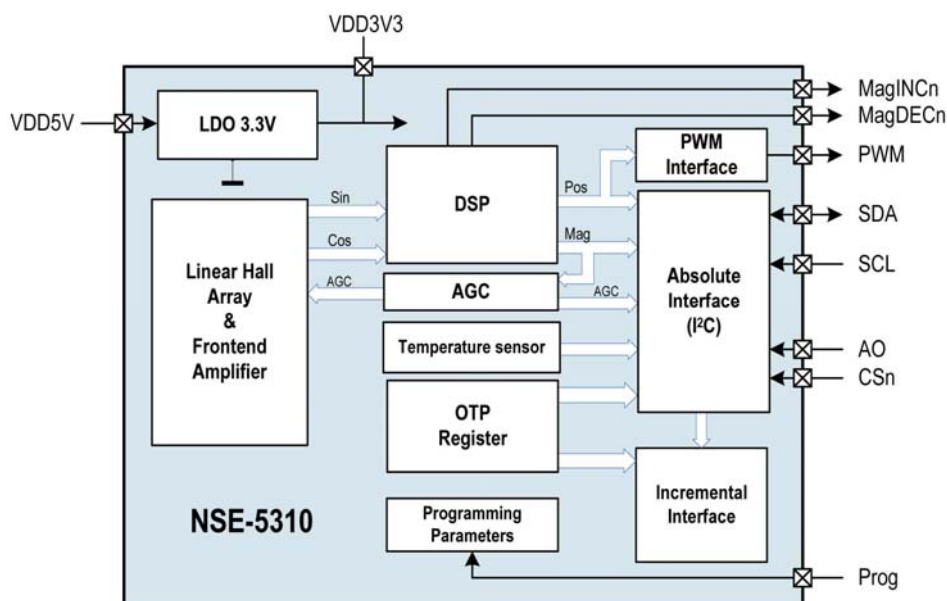 VDD3V3
VDD5V
LDO 3.3V
MagINCn
MagDECn
PWM
Interface
PWM
DSP
Pos
Sin
Cos
Mag
SDA
SCL
Linear Hall
Array
&
Frontend
Amplifier
AGC
AGC
AGC
Absolute
Interface
(I²C)
Temperature sensor
AO
CSn
OTP
Register
Incremental
Interface
NSE-5310
Programming
Parameters
Prog